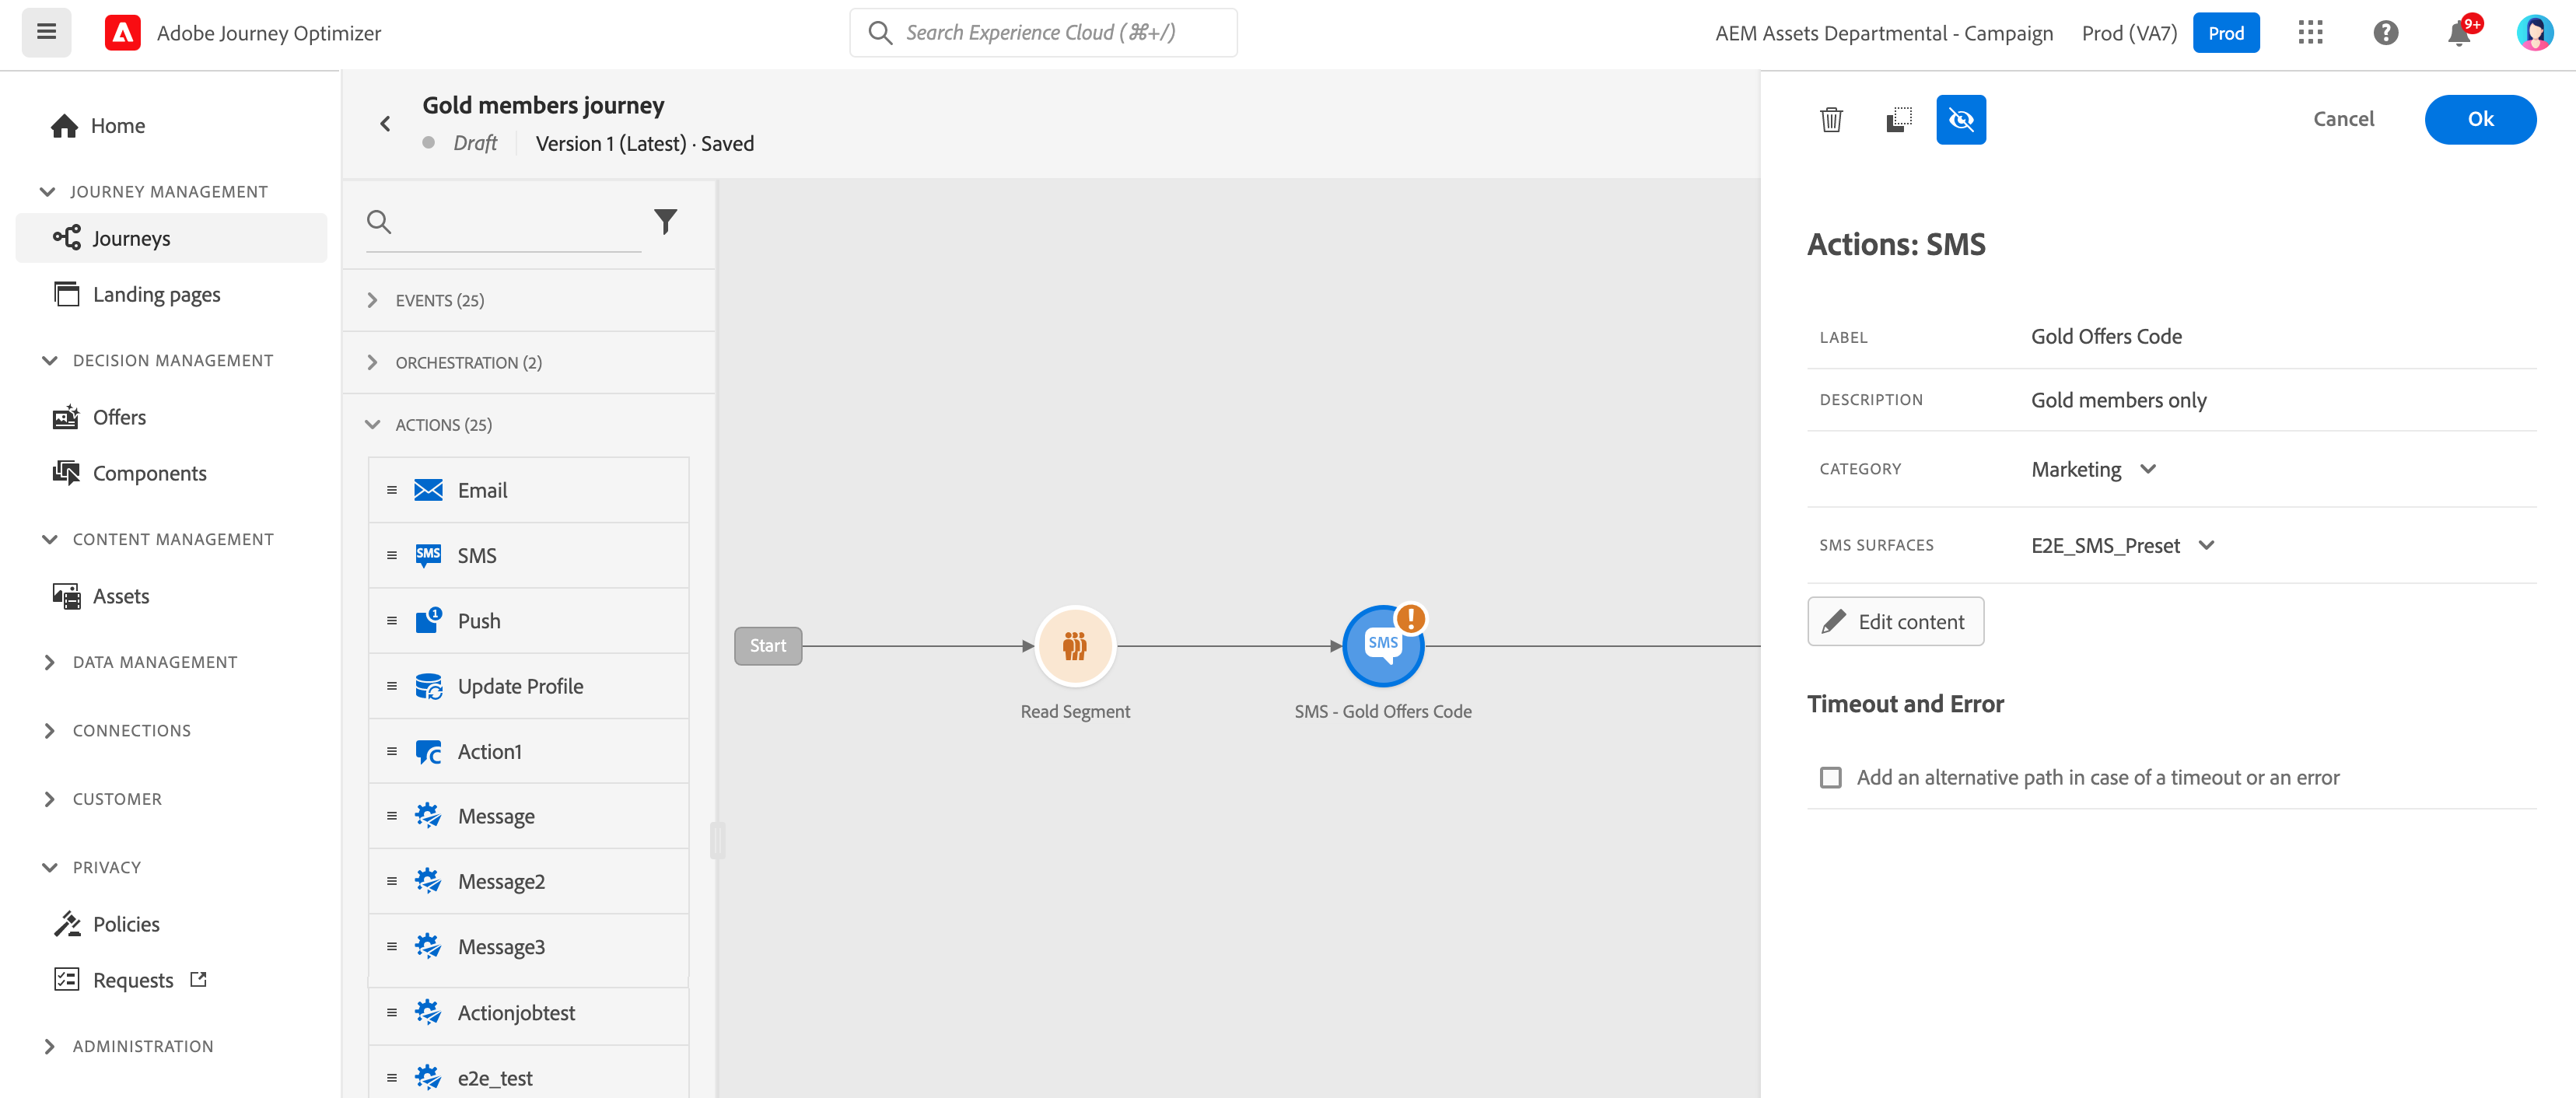 Adobe Journey Optimizer
Search Experience Cloud (⌘+/)
AEM Assets Departmental - Campaign
Prod (VA7)
Prod
9+
Home
JOURNEY MANAGEMENT
Journeys
Landing pages
DECISION MANAGEMENT
Offers
Components
CONTENT MANAGEMENT
Assets
DATA MANAGEMENT
CONNECTIONS
CUSTOMER
PRIVACY
Policies
Requests
ADMINISTRATION
Gold members journey
Draft
Version 1 (Latest) · Saved
EVENTS (25)
ORCHESTRATION (2)
ACTIONS (25)
Email
SMS
SMS
1
Push
Update Profile
Action1
Message
Message2
Message3
Actionjobtest
e2e_test
Start
Read Segment
SMS
SMS - Gold Offers Code
Cancel
Ok
Actions: SMS
LABEL
Gold Offers Code
DESCRIPTION
Gold members only
CATEGORY
Marketing
SMS SURFACES
E2E_SMS_Preset
Edit content
Timeout and Error
Add an alternative path in case of a timeout or an error